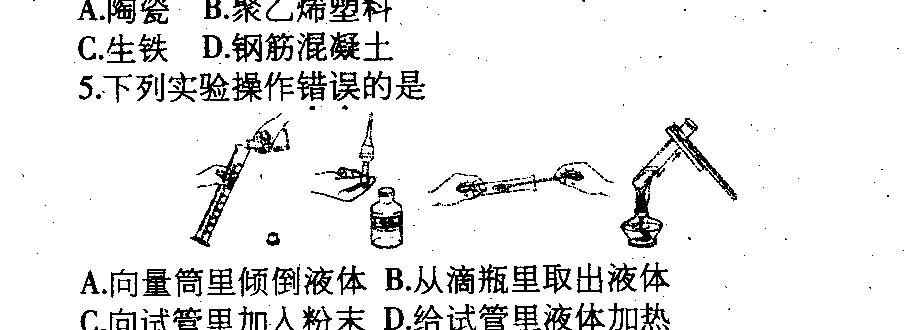 A.陶瓷 B.聚乙烯塑料
C.生铁 D.钢筋混凝土
5.下列实验操作错误的是
A.向量筒里倾倒液体 B.从滴瓶里取出液体
C.向试管里加入粉末 D.给试管里液体加热